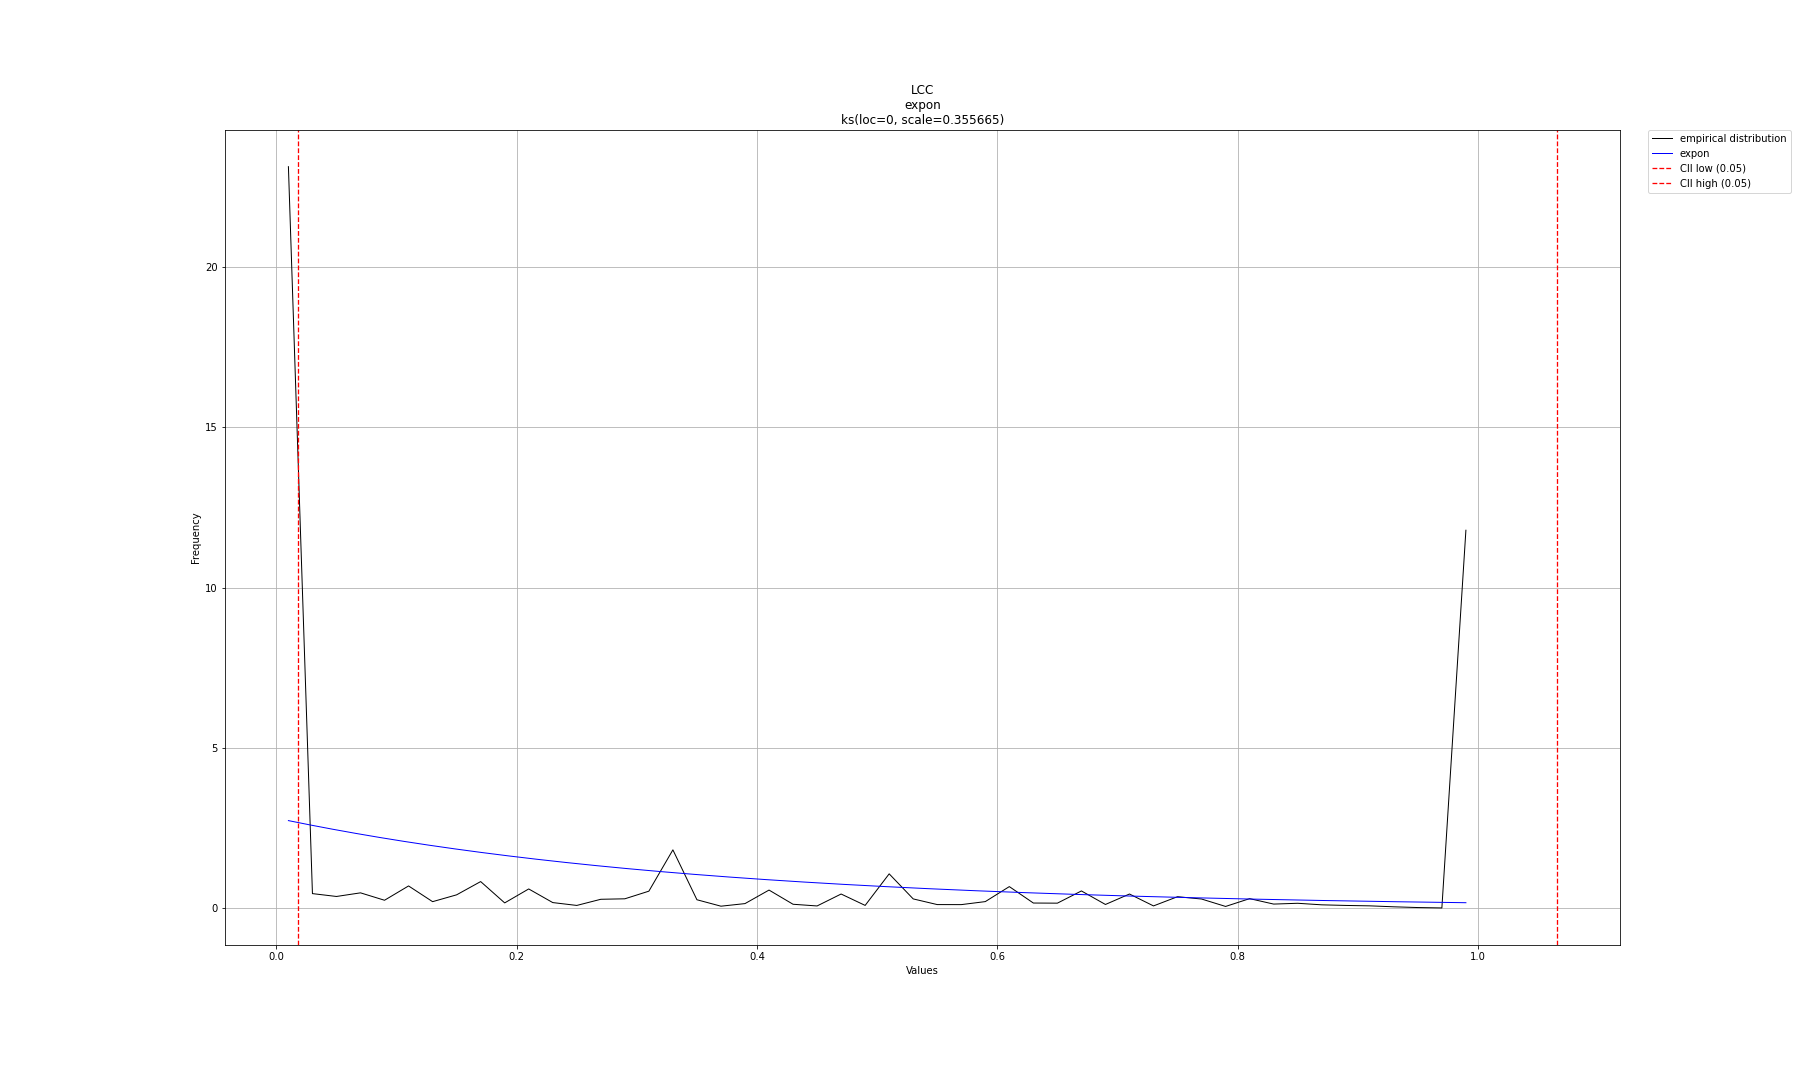 LCC
expon
ks(loc=0, scale=0.355665)
empirical distribution
expon
CII low (0.05)
CII high (0.05)
Frequency
20
15
10
5
0
0.0 0.2 0.4 0.6 0.8 1.0
Values